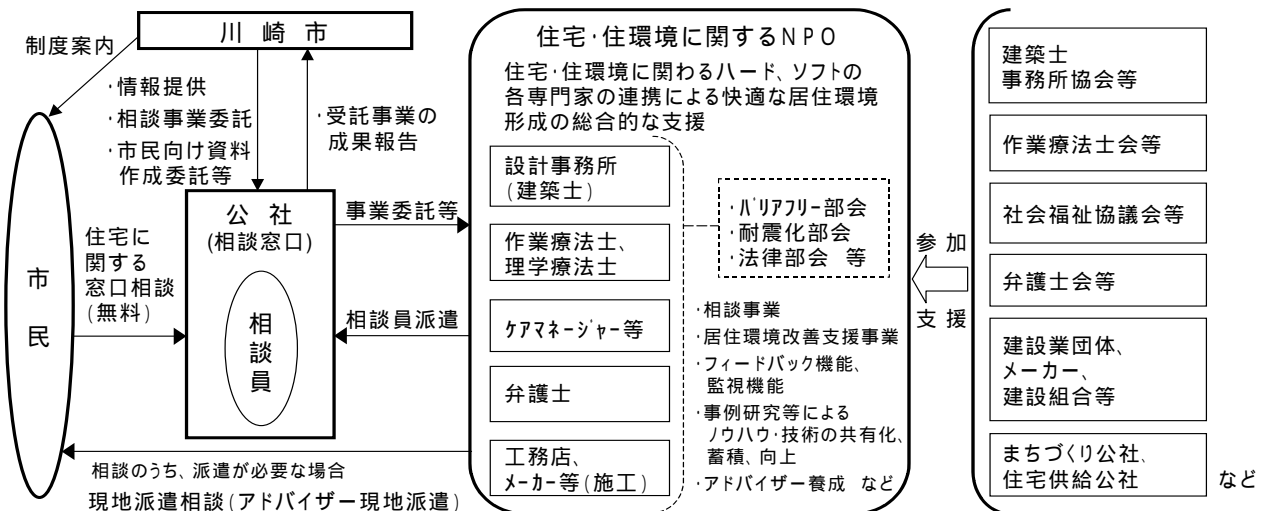 川崎市
制度案内
・情報提供
・相談事業委託
・市民向け資料
作成委託等
・受託事業の
成果報告
市民
住宅に
関する
窓口相談
(無料)
公社
(相談窓口)
相談員
事業委託等
相談員派遣
相談のうち、派遣が必要な場合
現地派遣相談(アドバイザー現地派遣)
住宅・住環境に関するNPO
住宅・住環境に関わるハード、ソフトの
各専門家の連携による快適な居住環境
形成の総合的な支援
設計事務所
(建築士)
作業療法士、
理学療法士
ケアマネージャー等
弁護士
工務店、
メーカー等(施工)
・バリアフリー部会
・耐震化部会
・法律部会 等
・相談事業
・居住環境改善支援事業
・フィードバック機能、
監視機能
・事例研究等による
ノウハウ・技術の共有化、
蓄積、向上
・アドバイザー養成 など
参加
支援
建築士
事務所協会等
作業療法士会等
社会福祉協議会等
弁護士会等
建設業団体、
メーカー、
建設組合等
まちづくり公社、
住宅供給公社
など